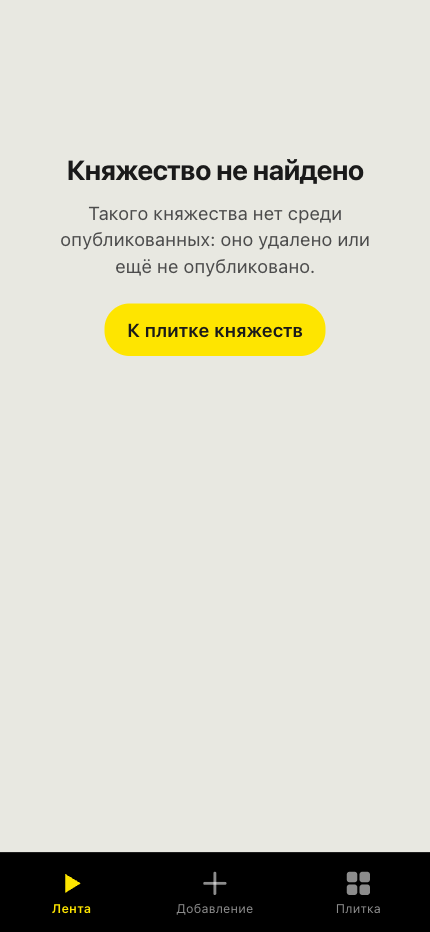 Княжество не найдено
Такого княжества нет среди
опубликованных: оно удалено или
ещё не опубликовано.
К плитке княжеств
Лента
Добавление
Плитка